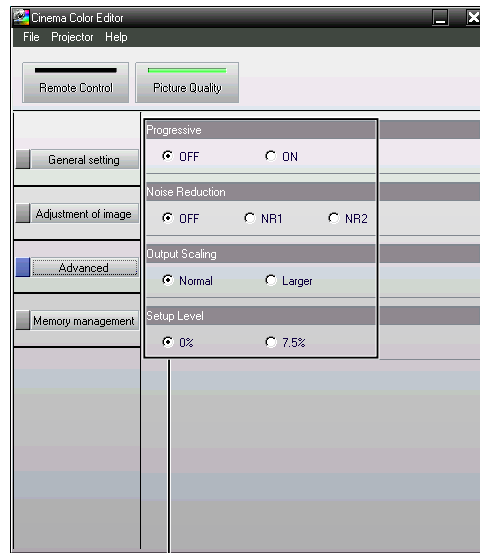 Cinema Color Editor
File Projector Help
Remote Control Picture Quality
Progressive
General setting OFF ON
Noise Reduction
Adjustment of image OFF NR1 NR2
Output Scaling
Advanced Normal Larger
Setup Level
Memory management 0% 7.5%